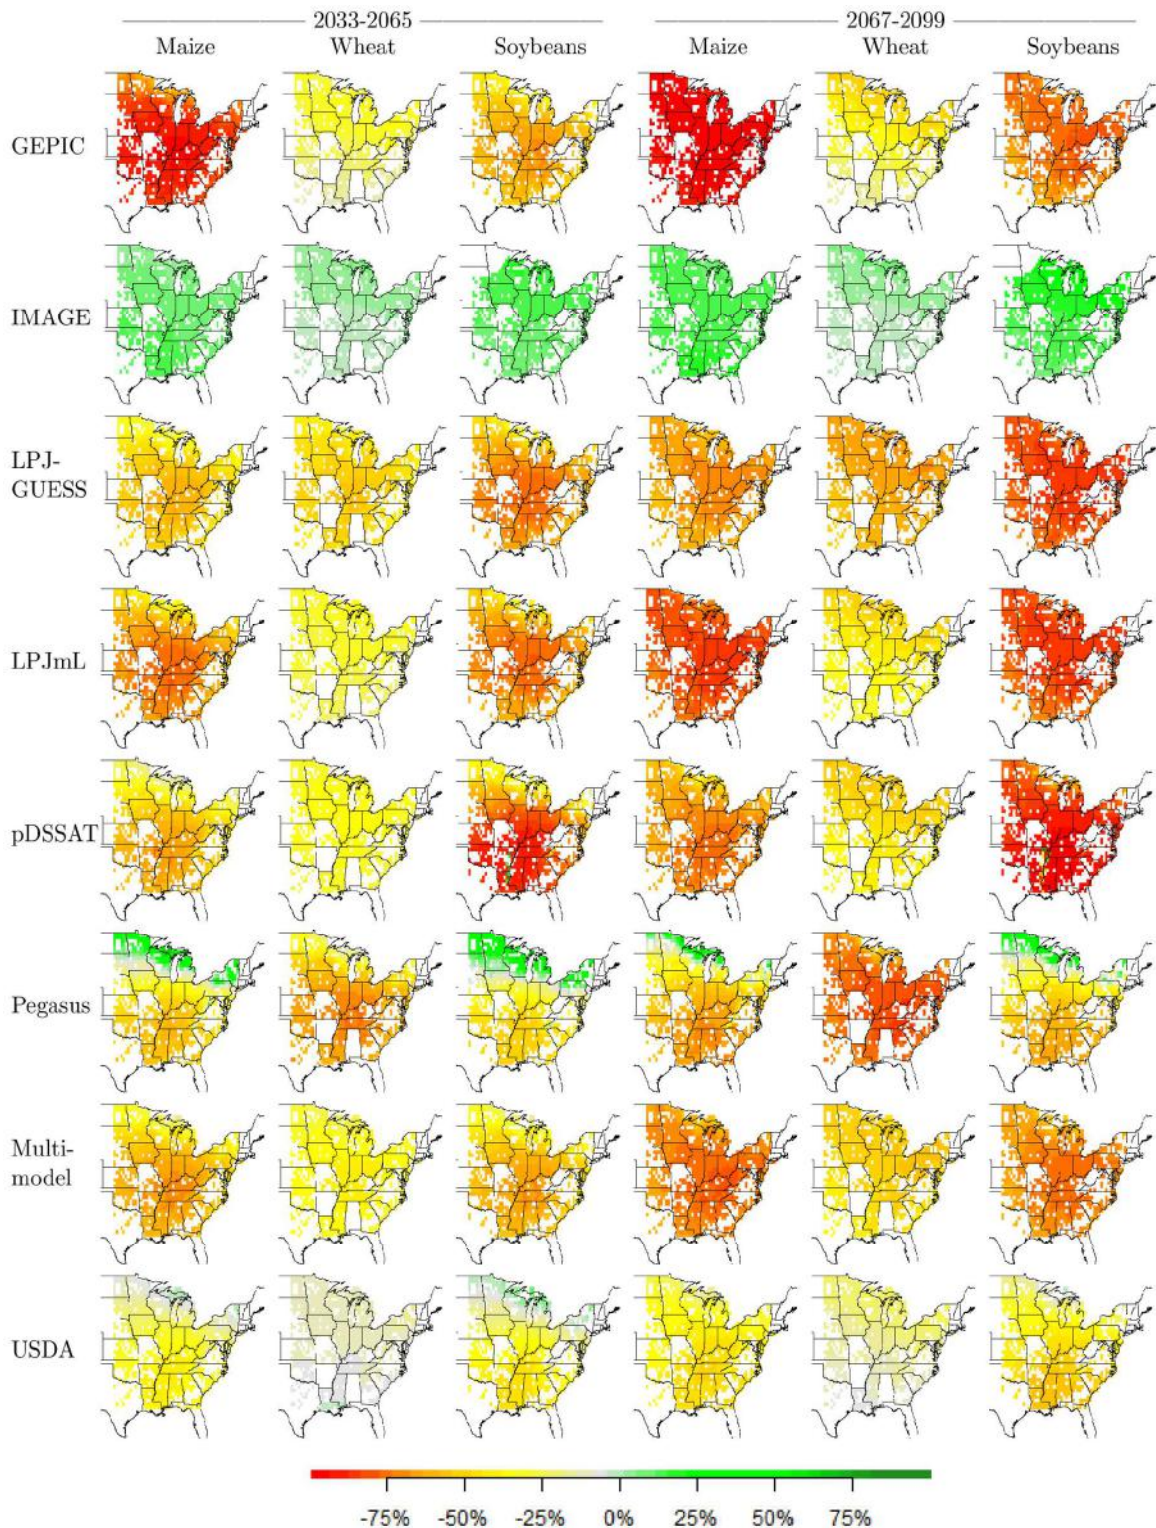 2033-2065 2067-2099
Maize Wheat Soybeans Maize Wheat Soybeans
GEPIC
IMAGE
LPJ-
GUESS
LPJmL
pDSSAT
Pegasus
Multi-
model
USDA
-75% -50% -25% 0% 25% 50% 75%